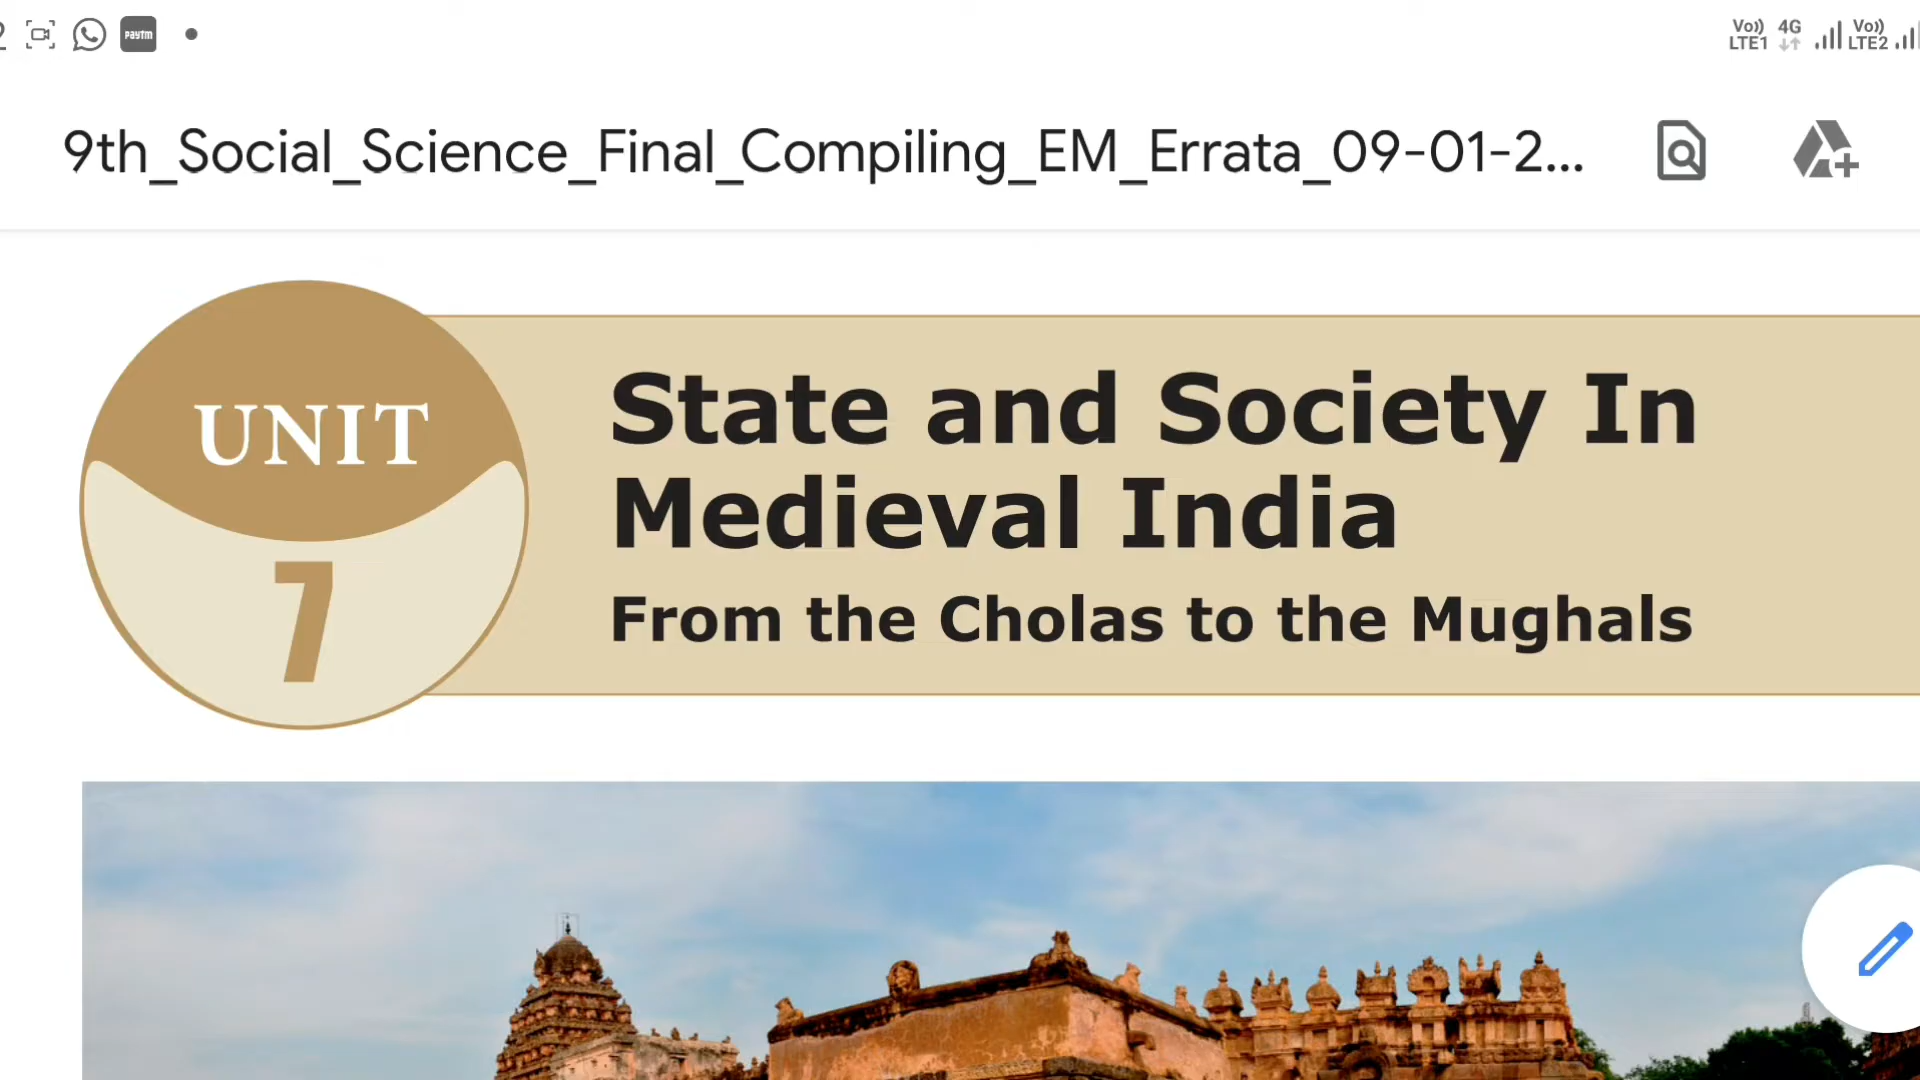 paytm
Vo)) 4G Vo))
LTE1 LTE2
9th_Social_Science_Final_Compiling_EM_Errata_09-01-2...
UNIT
7
State and Society In
Medieval India
From the Cholas to the Mughals